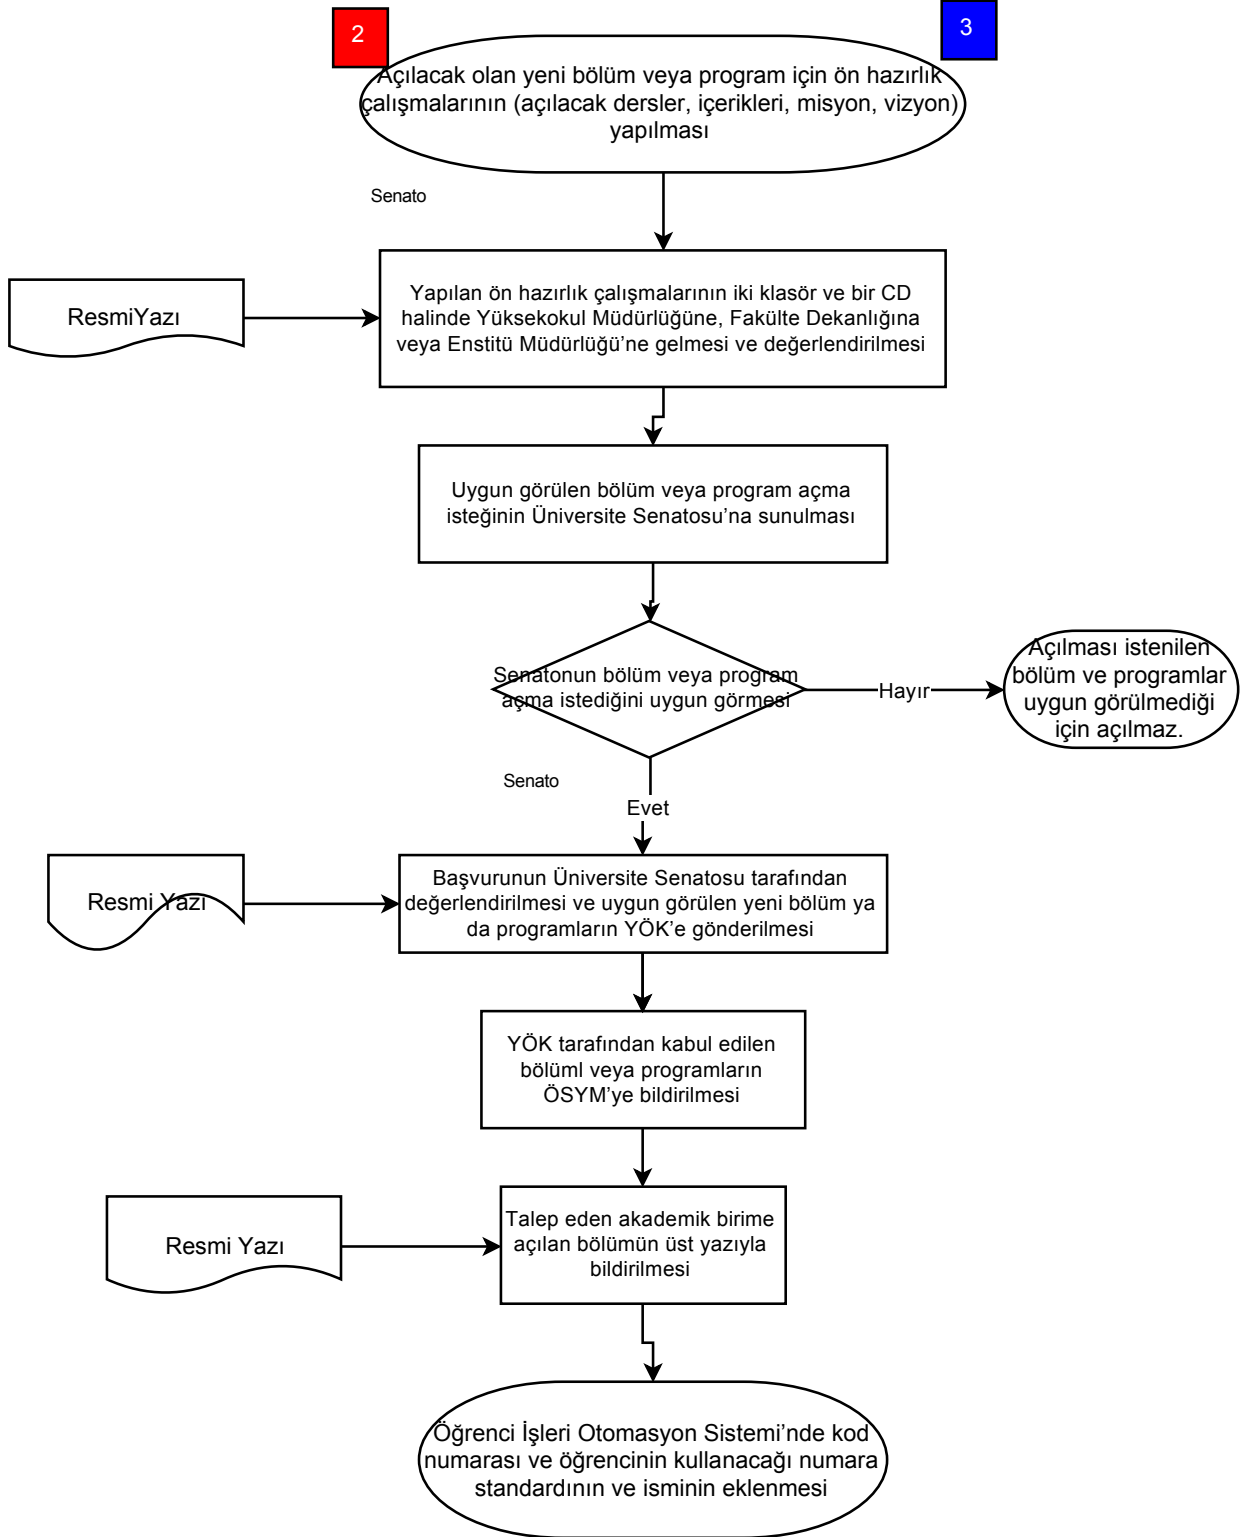 2
3
Açılacak olan yeni bölüm veya program için ön hazırlık
çalışmalarının (açılacak dersler, içerikleri, misyon, vizyon)
yapılması
Senato
ResmiYazı
Yapılan ön hazırlık çalışmalarının iki klasör ve bir CD
halinde Yüksekokul Müdürlüğüne, Fakülte Dekanlığına
veya Enstitü Müdürlüğü’ne gelmesi ve değerlendirilmesi
Uygun görülen bölüm veya program açma
isteğinin Üniversite Senatosu’na sunulması
Senatonun bölüm veya program
açma istediğini uygun görmesi
Hayır
Açılması istenilen
bölüm ve programlar
uygun görülmediği
için açılmaz.
Senato
Evet
Resmi Yazı
Başvurunun Üniversite Senatosu tarafından
değerlendirilmesi ve uygun görülen yeni bölüm ya
da programların YÖK’e gönderilmesi
YÖK tarafından kabul edilen
bölüml veya programların
ÖSYM’ye bildirilmesi
Resmi Yazı
Talep eden akademik birime
açılan bölümün üst yazıyla
bildirilmesi
Öğrenci İşleri Otomasyon Sistemi’nde kod
numarası ve öğrencinin kullanacağı numara
standardının ve isminin eklenmesi